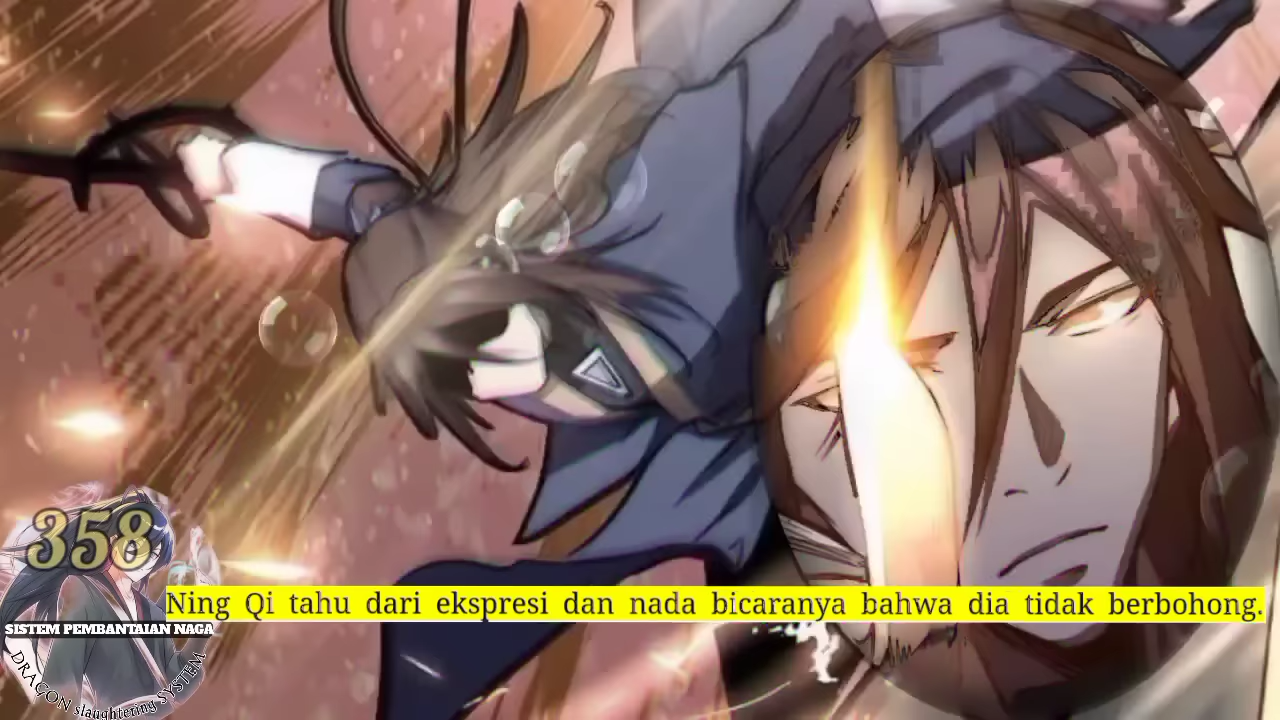 358
Ning Qi tahu dari ekspresi dan nada bicaranya bahwa dia tidak berbohong.
SISTEM PEMBANTAIAN NAGA
DRAGON slaughtering SYSTEM